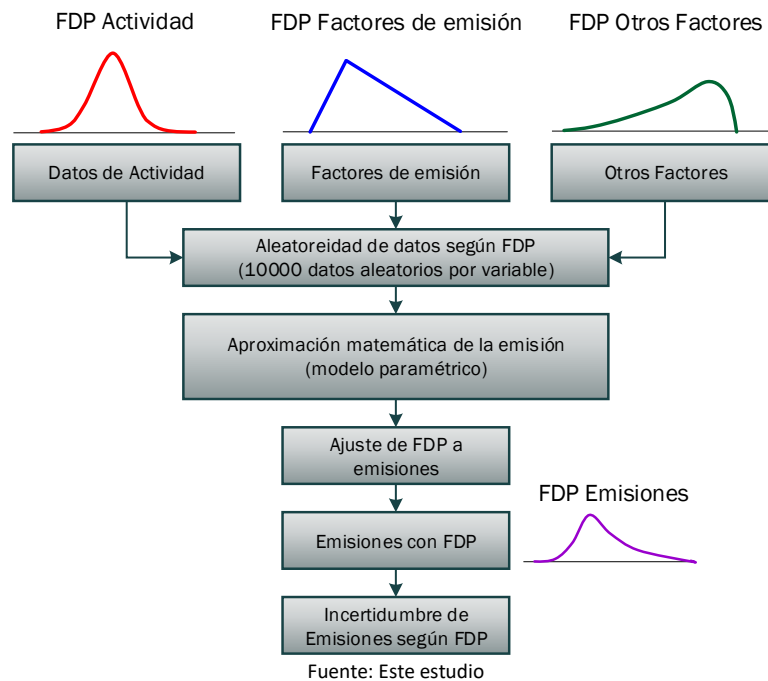 FDP Actividad
FDP Factores de emisión
FDP Otros Factores
Datos de Actividad
Factores de emisión
Otros Factores
Aleatoreidad de datos según FDP
(10000 datos aleatorios por variable)
Aproximación matemática de la emisión
(modelo paramétrico)
Ajuste de FDP a
emisiones
FDP Emisiones
Emisiones con FDP
Incertidumbre de
Emisiones según FDP
Fuente: Este estudio